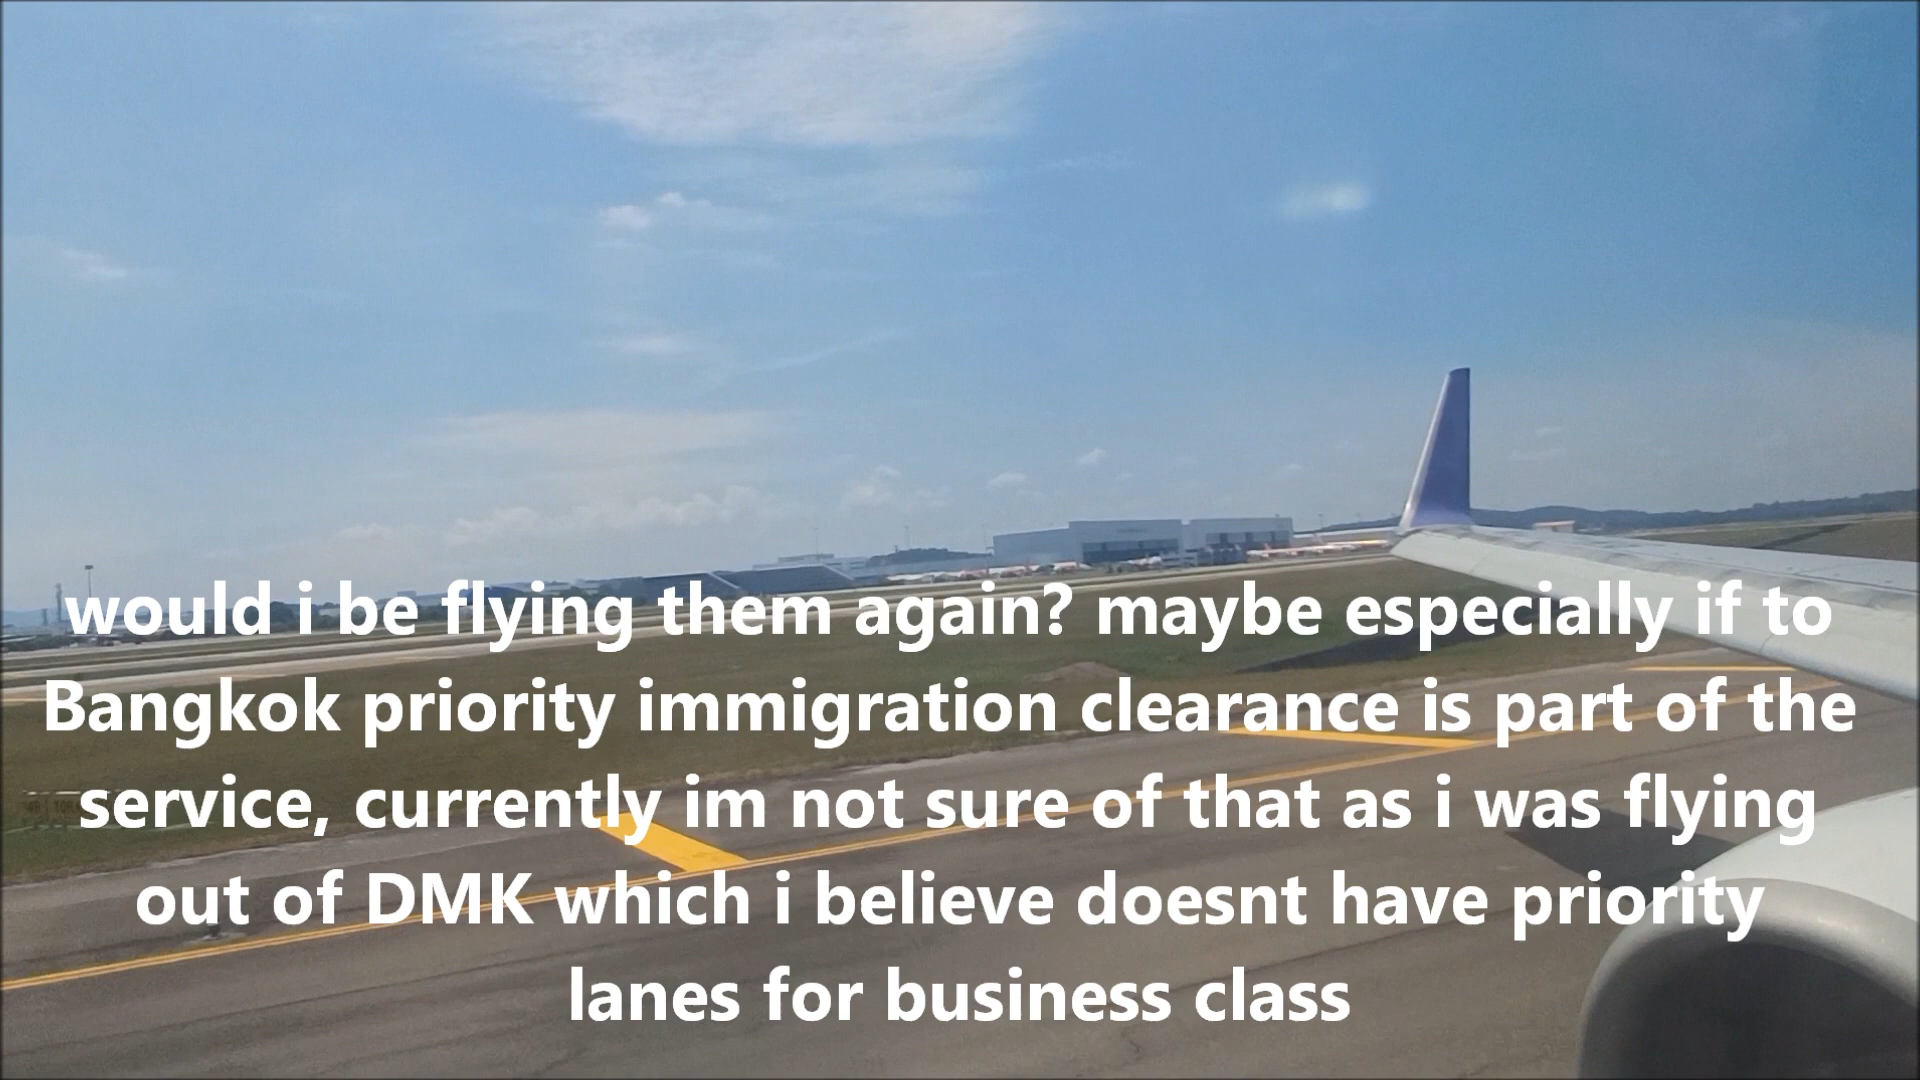 would i be flying them again? maybe especially if to
Bangkok priority immigration clearance is part of the
service, currently im not sure of that as i was flying
out of DMK which i believe doesnt have priority
lanes for business class